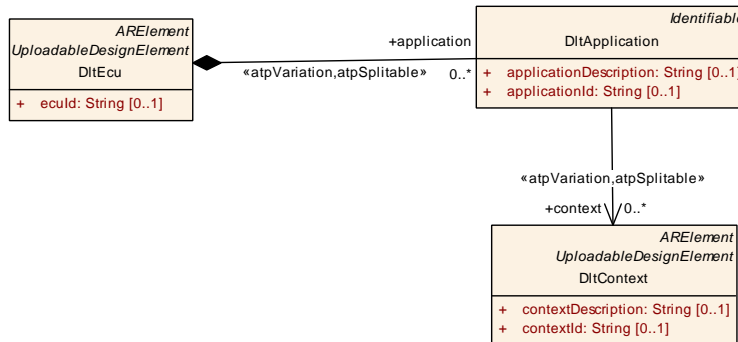 ARElement
UploadableDesignElement
DltEcu
+ ecuId: String [0..1]
+application
«atpVariation,atpSplitable»
0..*
Identifiable
DltApplication
+ applicationDescription: String [0..1]
+ applicationId: String [0..1]
«atpVariation,atpSplitable»
+context
0..*
ARElement
UploadableDesignElement
DltContext
+ contextDescription: String [0..1]
+ contextId: String [0..1]